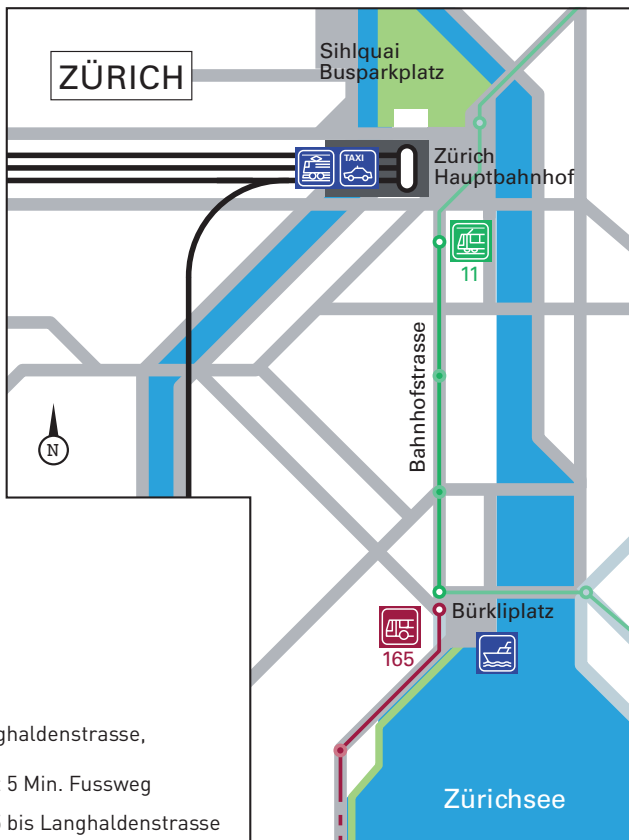 ZÜRICH
Sihlquai
Busparkplatz
TAXI
Zürich
Hauptbahnhof
11
Bahnhofstrasse
N
Bürkliplatz
165
ghaldenstrasse,
5 Min. Fussweg
bis Langhaldenstrasse
Zürichsee